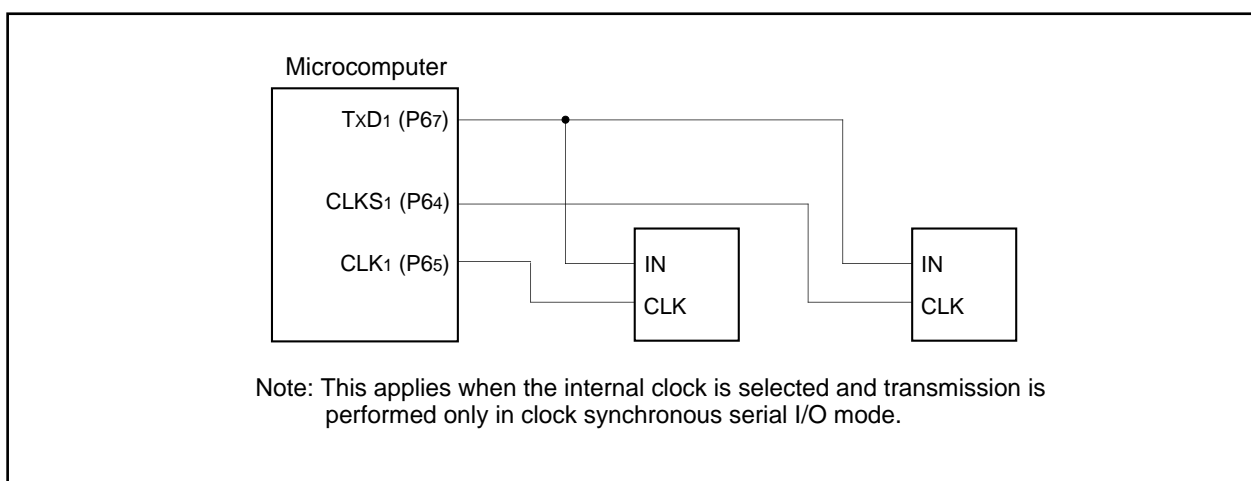 Microcomputer
TXD1 (P67)
CLKS1 (P64)
CLK1 (P65)
IN
CLK
IN
CLK
Note: This applies when the internal clock is selected and transmission is
performed only in clock synchronous serial I/O mode.